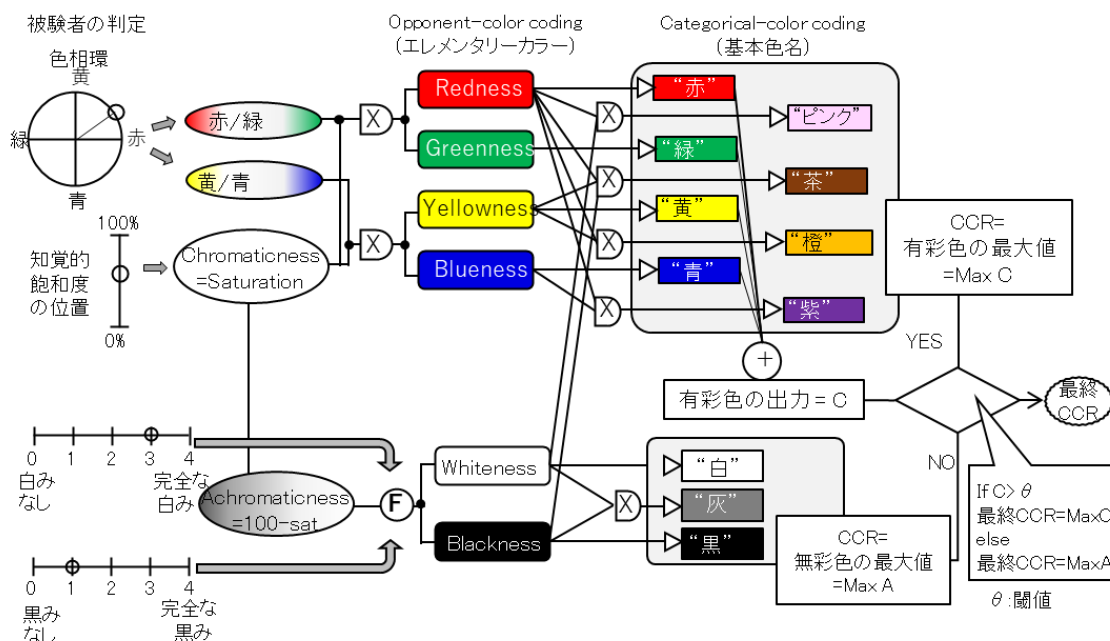 被験者の判定
色相環
黄
緑
赤
青
100%
知覚的
飽和度
の位置
0%
赤/緑
黄/青
Chromaticness
=Saturation
Opponent-color coding
(エレメンタリーカラー)
X
X
Redness
Greenness
Yellowness
Blueness
Categorical-color coding
(基本色名)
X
X
X
X
“赤”
“ピンク”
“緑”
“茶”
“黄”
“橙”
“青”
“紫”
+
有彩色の出力=C
CCR=
有彩色の最大値
=Max C
YES
NO
最終
CCR
0 1 2 3 4
白み
なし
完全な
白み
Achromaticness
=100-sat
F
0 1 2 3 4
黒み
なし
完全な
黒み
Whiteness
Blackness
X
“白”
“灰”
“黒”
CCR=
無彩色の最大値
=Max A
If C> θ
最終CCR=MaxC
else
最終CCR=MaxA
θ:閾値